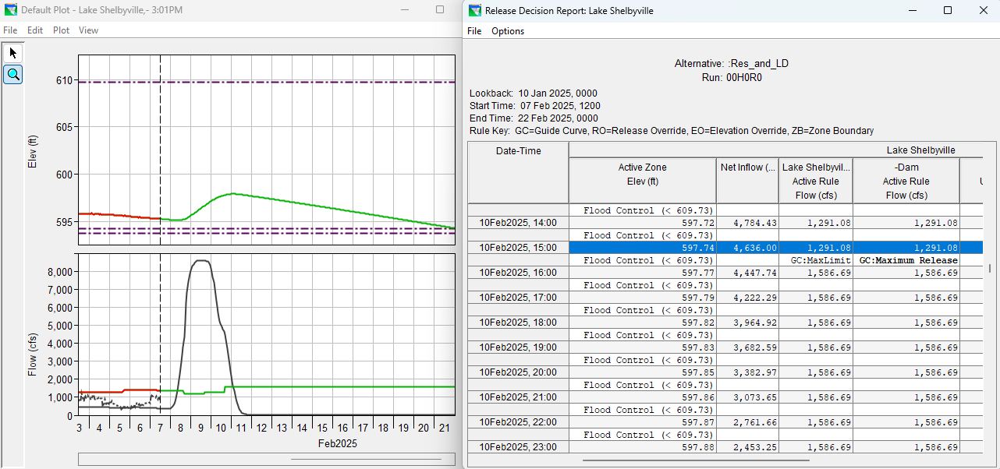 Default Plot - Lake Shelbyville,- 3:01PM
File Edit Plot View
610
605
600
595
Elev (ft)
8,000
7,000
6,000
5,000
4,000
3,000
2,000
1,000
0
Flow (cfs)
3 4 5 6 7 8 9 10 11 12 13 14 15 16 17 18 19 20 21
Feb2025
Release Decision Report: Lake Shelbyville
File Options
Alternative: :Res_and_LD
Run: 00H0R0
Lookback: 10 Jan 2025, 0000
Start Time: 07 Feb 2025, 1200
End Time: 22 Feb 2025, 0000
Rule Key: GC=Guide Curve, RO=Release Override, EO=Elevation Override, ZB=Zone Boundary
Date-Time Lake Shelbyville
Active Zone Net Inflow (... Lake Shelbyvil... -Dam
Elev (ft) Active Rule Active Rule U
Flow (cfs) Flow (cfs)
Flood Control (< 609.73)
10Feb2025, 14:00 597.72 4,784.43 1,291.08 1,291.08
Flood Control (< 609.73)
10Feb2025, 15:00 597.74 4,636.00 1,291.08 1,291.08
Flood Control (< 609.73) GC:MaxLimit GC:Maximum Release
10Feb2025, 16:00 597.77 4,447.74 1,586.69 1,586.69
Flood Control (< 609.73)
10Feb2025, 17:00 597.79 4,222.29 1,586.69 1,586.69
Flood Control (< 609.73)
10Feb2025, 18:00 597.82 3,964.92 1,586.69 1,586.69
Flood Control (< 609.73)
10Feb2025, 19:00 597.83 3,682.59 1,586.69 1,586.69
Flood Control (< 609.73)
10Feb2025, 20:00 597.85 3,382.97 1,586.69 1,586.69
Flood Control (< 609.73)
10Feb2025, 21:00 597.86 3,073.65 1,586.69 1,586.69
Flood Control (< 609.73)
10Feb2025, 22:00 597.87 2,761.66 1,586.69 1,586.69
Flood Control (< 609.73)
10Feb2025, 23:00 597.88 2,453.25 1,586.69 1,586.69